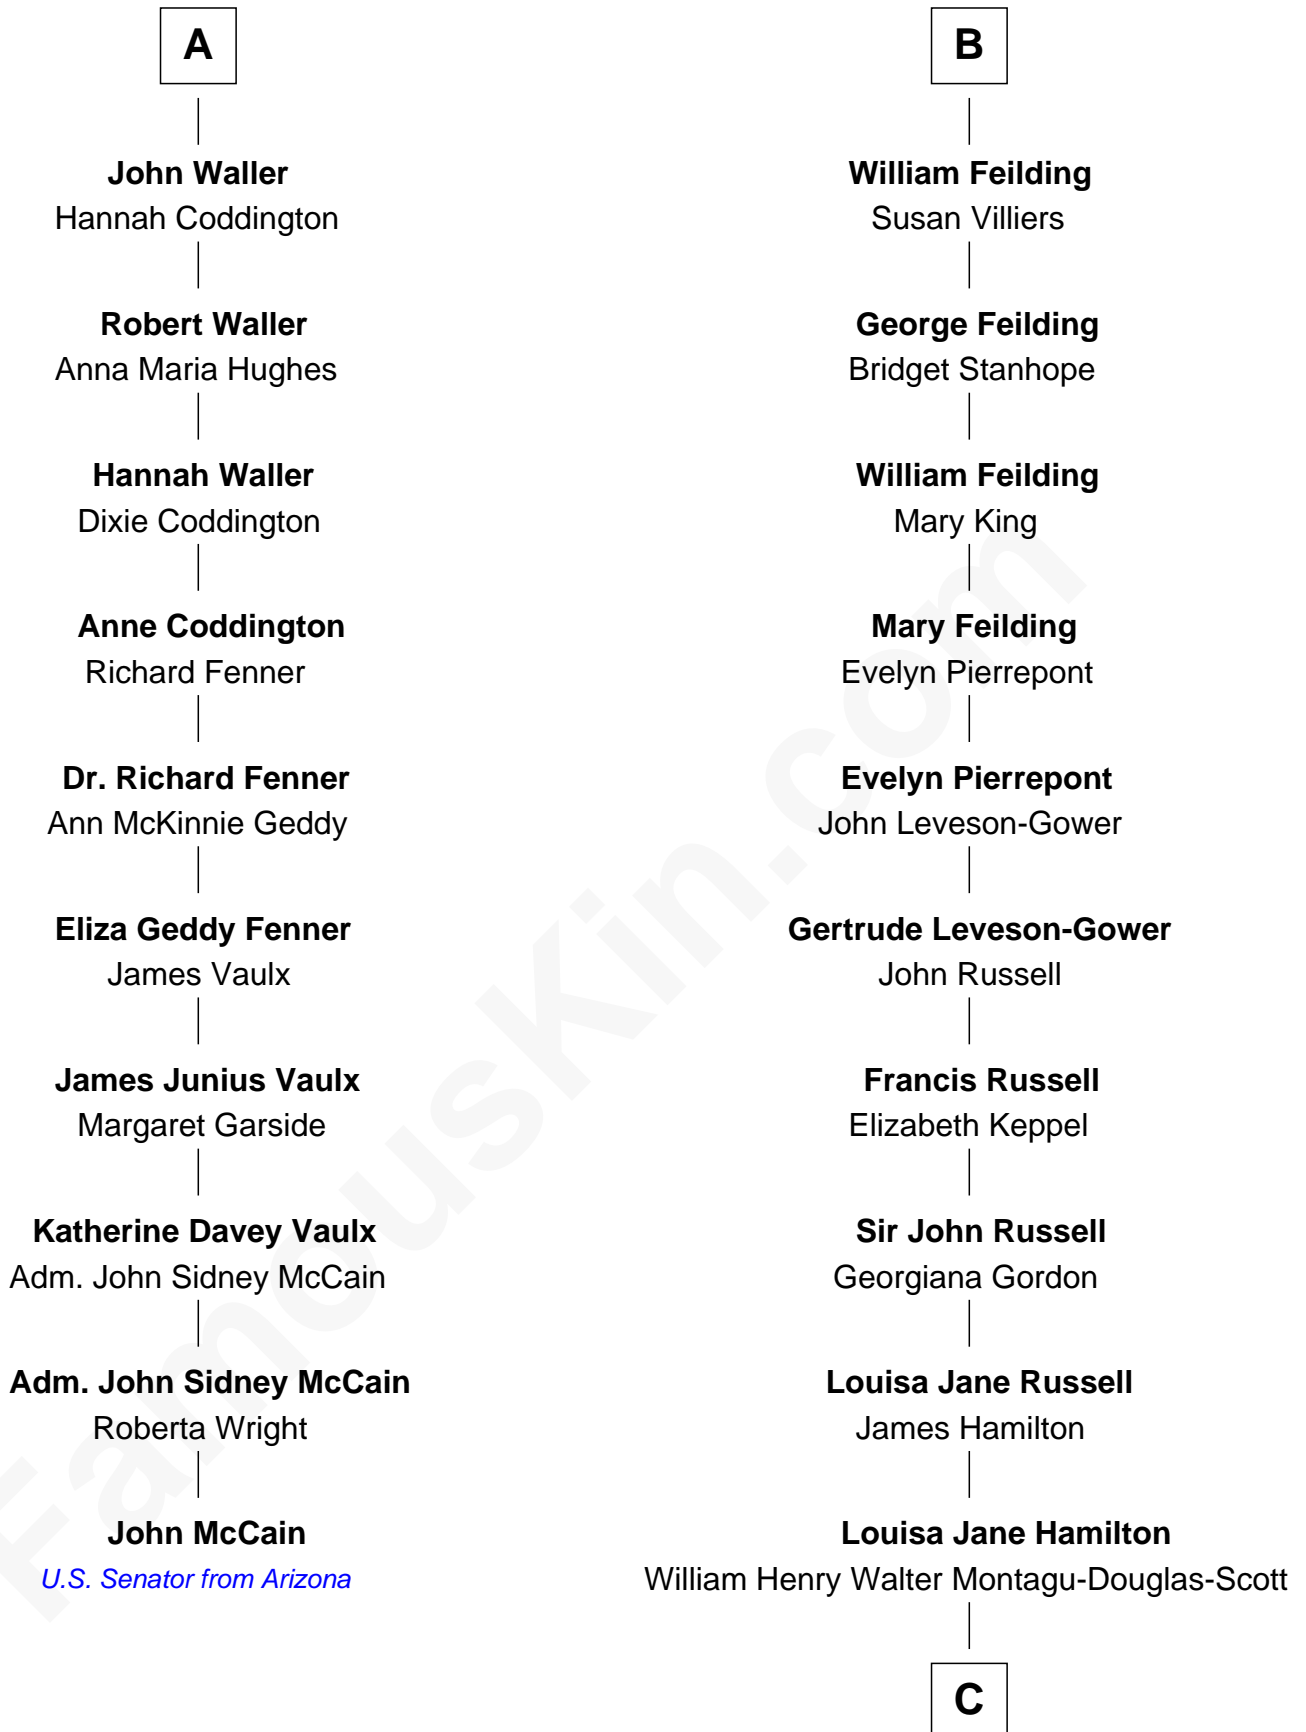 A
John Waller
Hannah Coddington
Robert Waller
Anna Maria Hughes
Hannah Waller
Dixie Coddington
Anne Coddington
Richard Fenner
Dr. Richard Fenner
Ann McKinnie Geddy
Eliza Geddy Fenner
James Vaulx
James Junius Vaulx
Margaret Garside
Katherine Davey Vaulx
Adm. John Sidney McCain
Adm. John Sidney McCain
Roberta Wright
John McCain
U.S. Senator from Arizona
B
William Feilding
Susan Villiers
George Feilding
Bridget Stanhope
William Feilding
Mary King
Mary Feilding
Evelyn Pierrepont
Evelyn Pierrepont
John Leveson-Gower
Gertrude Leveson-Gower
John Russell
Francis Russell
Elizabeth Keppel
Sir John Russell
Georgiana Gordon
Louisa Jane Russell
James Hamilton
Louisa Jane Hamilton
William Henry Walter Montagu-Douglas-Scott
C
FamousKin.com